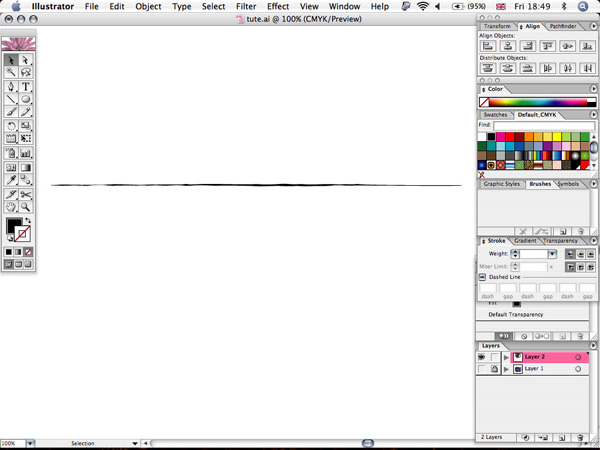 Illustrator File Edit Object Type Select Filter Effect View Window Help (95%) Fri 18:49
tute.ai @ 100% (CMYK/Preview)
Transform Align Pathfinder
Align Objects:
Distribute Objects:
Color
Swatches Default_CMYK
Find:
Graphic Styles Brushes Symbols
Stroke Gradient Transparency
Weight:
Miter Limit: x
Dashed Line
dash gap dash gap dash gap
Fill:
Default Transparency
Layers
Layer 2
Layer 1
2 Layers
100% Selection